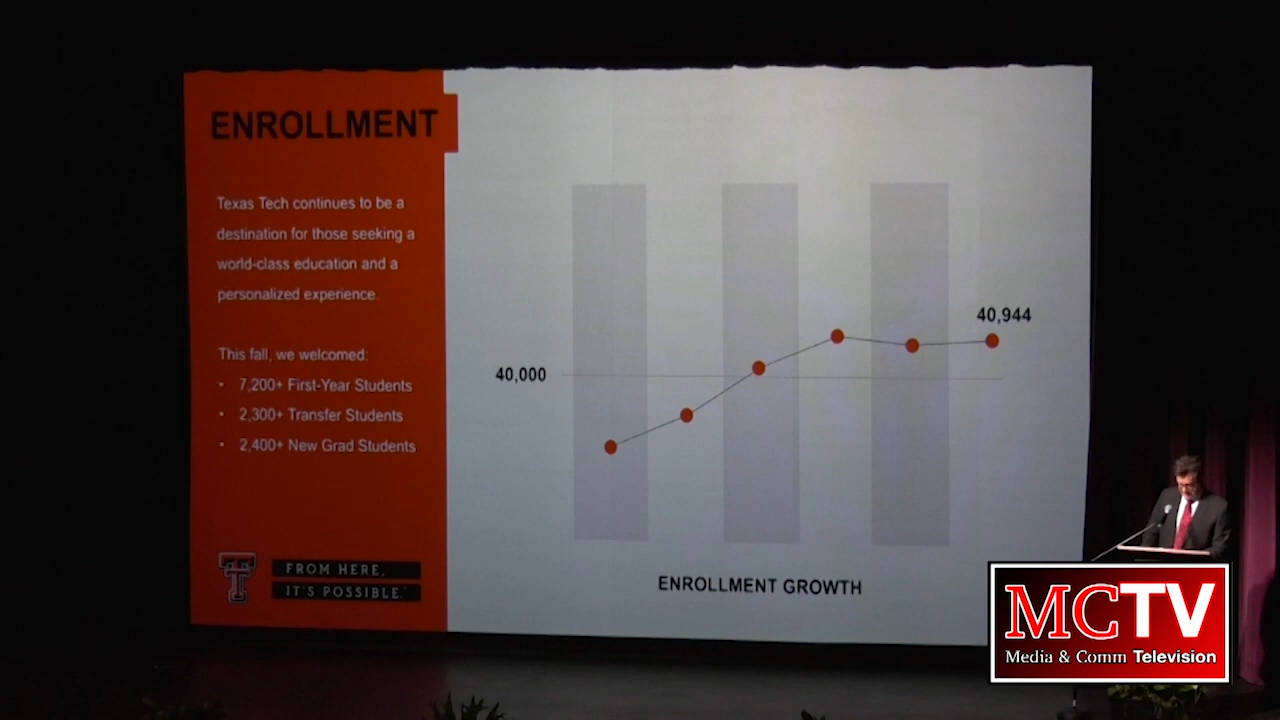 ENROLLMENT
Texas Tech continues to be a
destination for those seeking a
world-class education and a
personalized experience.
This fall, we welcomed:
• 7,200+ First-Year Students
• 2,300+ Transfer Students
• 2,400+ New Grad Students
T
FROM HERE,
IT'S POSSIBLE.
40,944
40,000
ENROLLMENT GROWTH
MCTV
Media & Comm Television